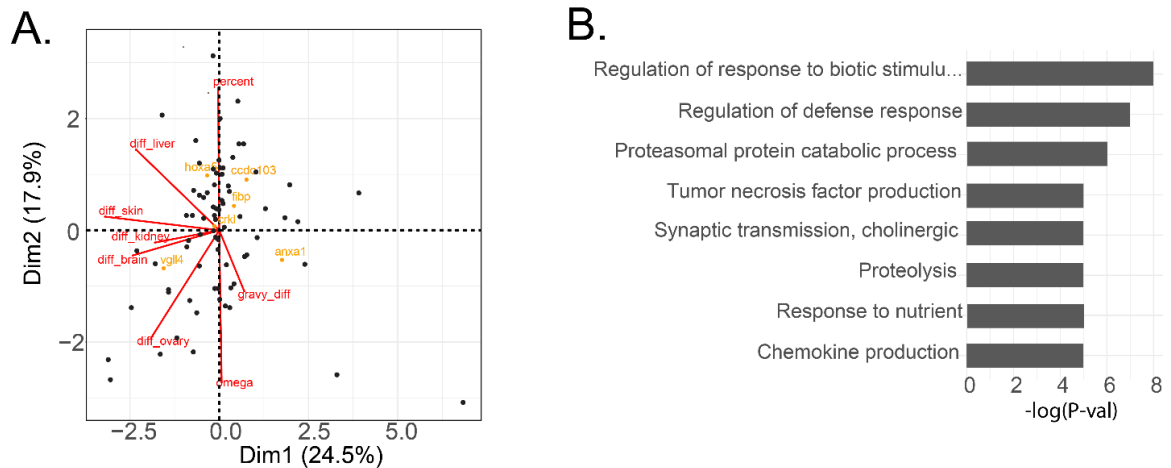 A.
percent
2
diff_liver
ccdc103
fibp
diff_skin
0
diff_kidney
diff_brain
vgll4
anxa1
gravy_diff
−2
diff_ovary
omega
−2.5 0.0 2.5 5.0
Dim1 (24.5%)
Dim2 (17.9%)
B.
Regulation of response to biotic stimulu...
Regulation of defense response
Proteasomal protein catabolic process
Tumor necrosis factor production
Synaptic transmission, cholinergic
Proteolysis
Response to nutrient
Chemokine production
0 2 4 6 8
-log(P-val)